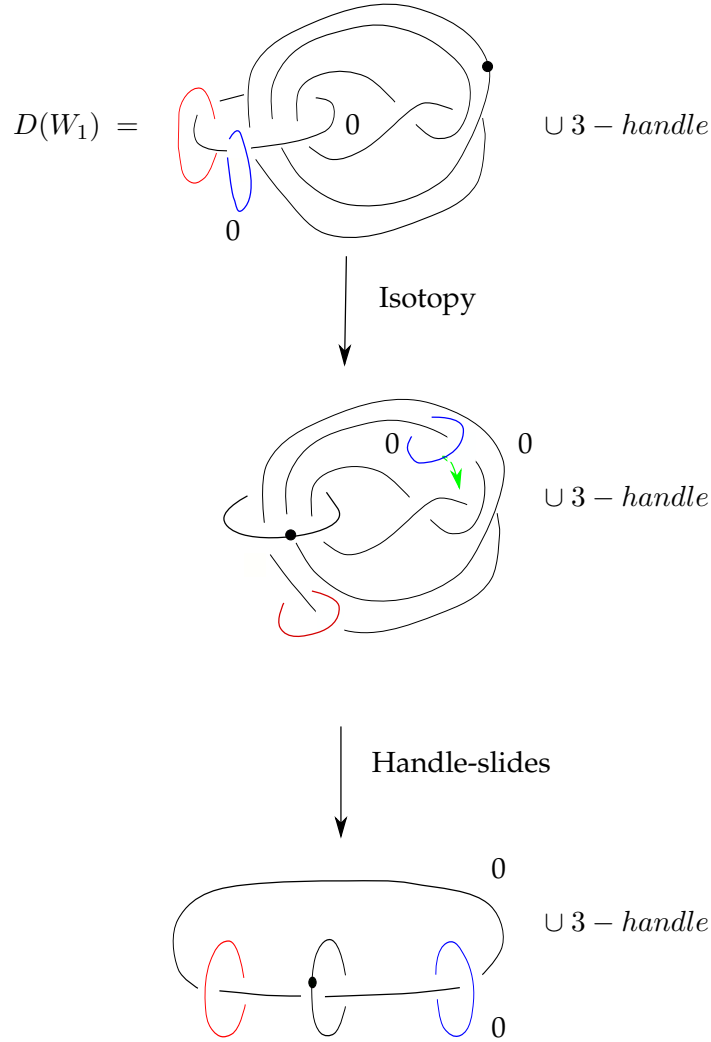 D(W₁) =
0
∪ 3 − handle
0
Isotopy
0
0
∪ 3 − handle
Handle-slides
0
∪ 3 − handle
0